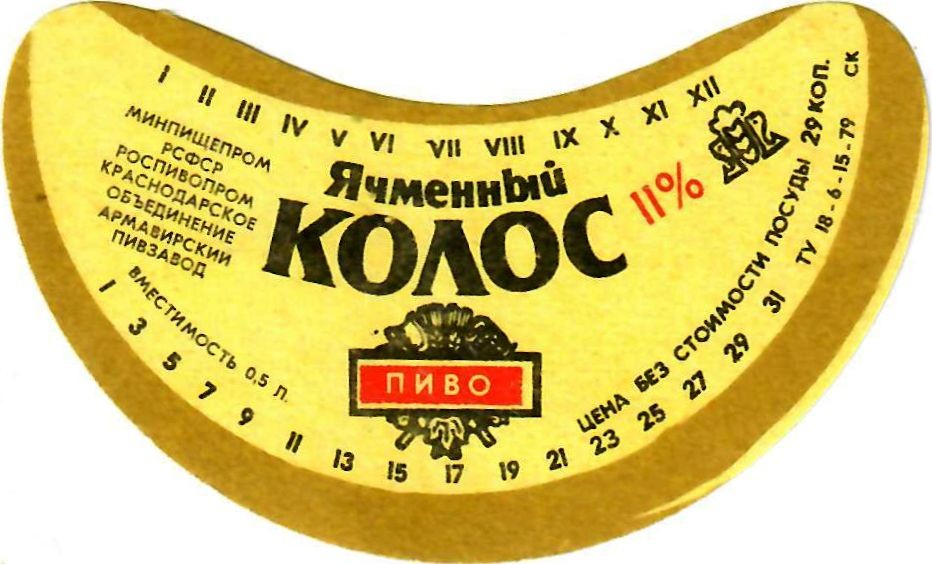 I II III IV V VI VII VIII IX X XI XII
МИНПИЩЕПРОМ
РСФСР
РОСПИВОПРОМ
КРАСНОДАРСКОЕ
ОБЪЕДИНЕНИЕ
АРМАВИРСКИЙ
ПИВЗАВОД
ВМЕСТИМОСТЬ 0,5 Л.
Ячменный
КОЛОС
11%
ПИВО
ЦЕНА БЕЗ СТОИМОСТИ ПОСУДЫ 29 КОП.
ТУ 18-6-15-79 СК
1 3 5 7 9 11 13 15 17 19 21 23 25 27 29 31